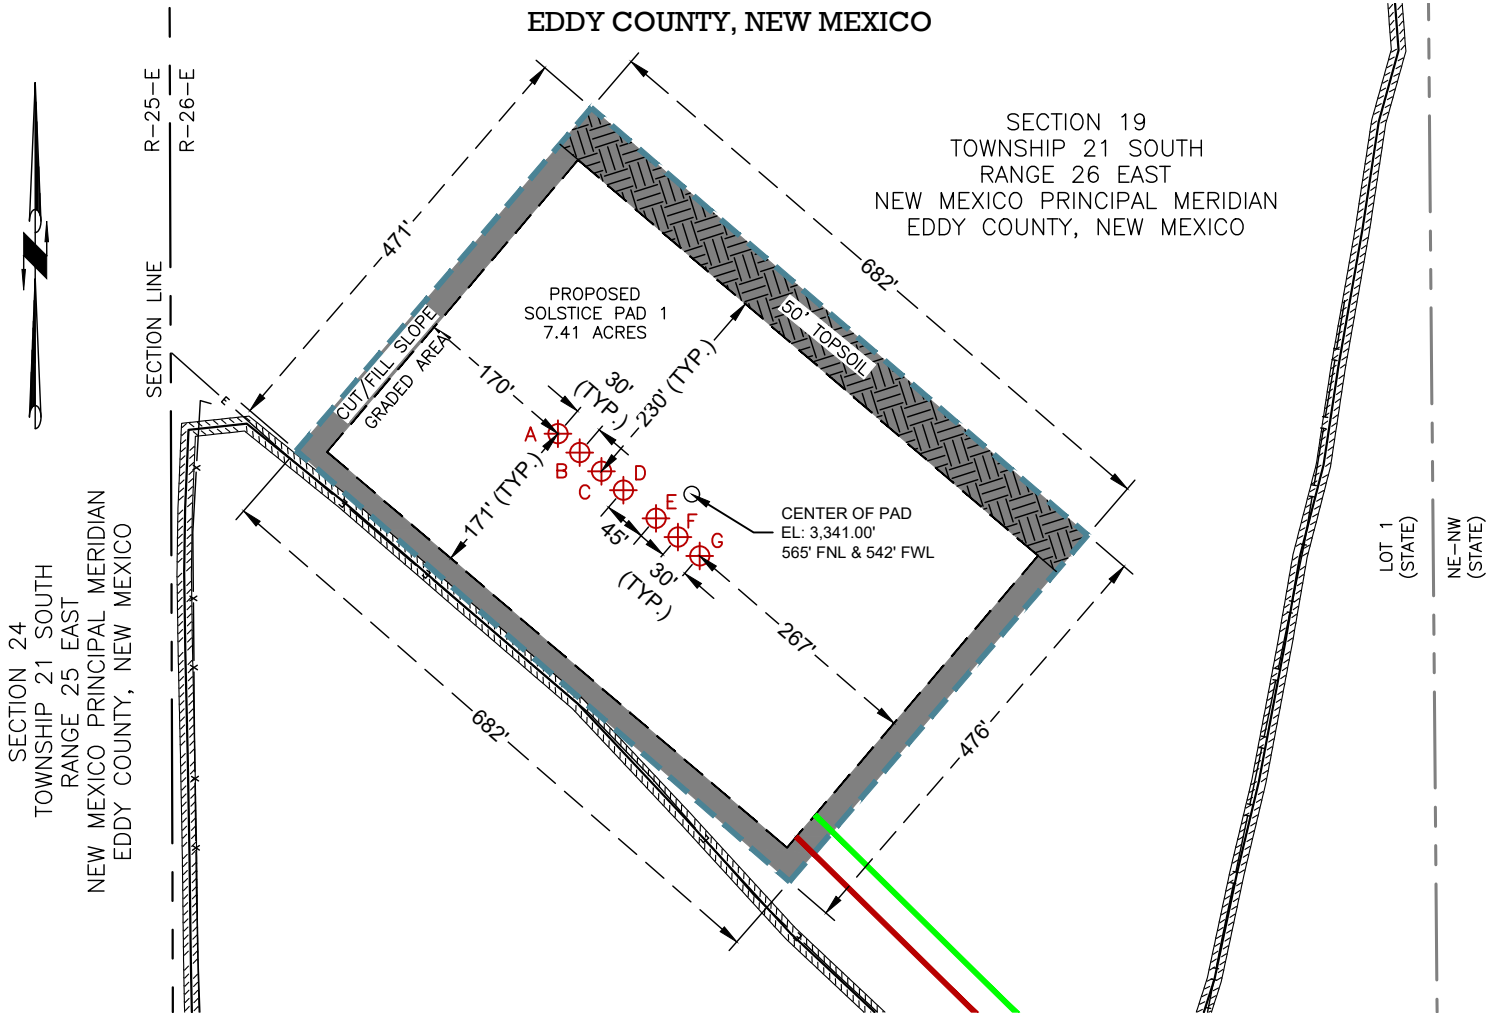 EDDY COUNTY, NEW MEXICO
R-25-E
R-26-E
SECTION LINE
SECTION 19
TOWNSHIP 21 SOUTH
RANGE 26 EAST
NEW MEXICO PRINCIPAL MERIDIAN
EDDY COUNTY, NEW MEXICO
471'
682'
PROPOSED
SOLSTICE PAD 1
7.41 ACRES
50' TOPSOIL
CUT/FILL SLOPE
GRADED AREA
170'
30'
(TYP.)
230' (TYP.)
171' (TYP.)
A
B
C
D
E
F
G
45'
30'
(TYP.)
CENTER OF PAD
EL: 3,341.00'
565' FNL & 542' FWL
267'
682'
476'
E
SECTION 24
TOWNSHIP 21 SOUTH
RANGE 25 EAST
NEW MEXICO PRINCIPAL MERIDIAN
EDDY COUNTY, NEW MEXICO
LOT 1
(STATE)
NE-NW
(STATE)